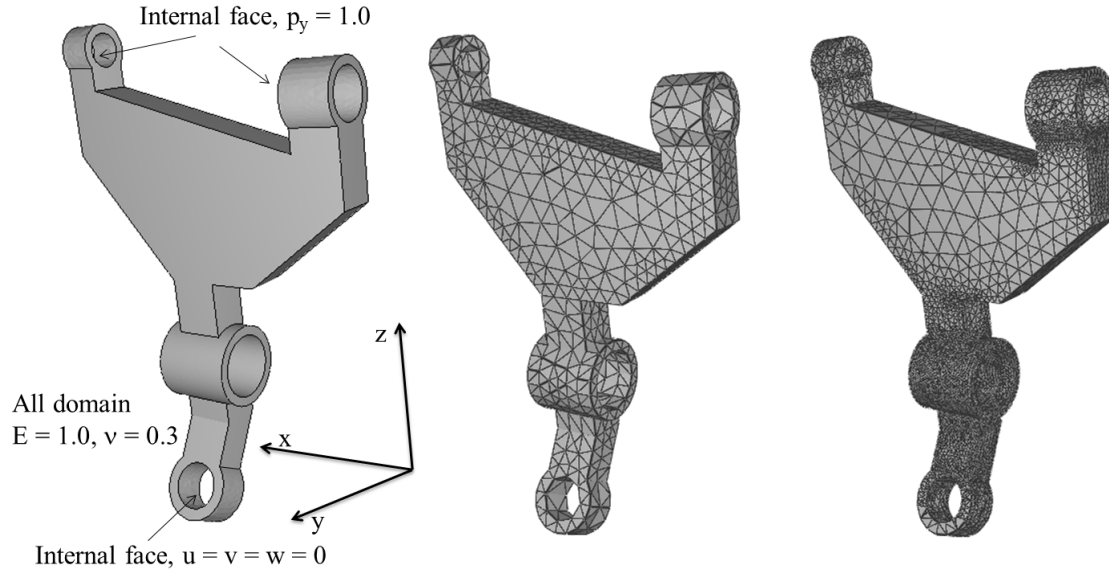 Internal face, p_y = 1.0
z
All domain
E = 1.0, ν = 0.3
x
y
Internal face, u = v = w = 0